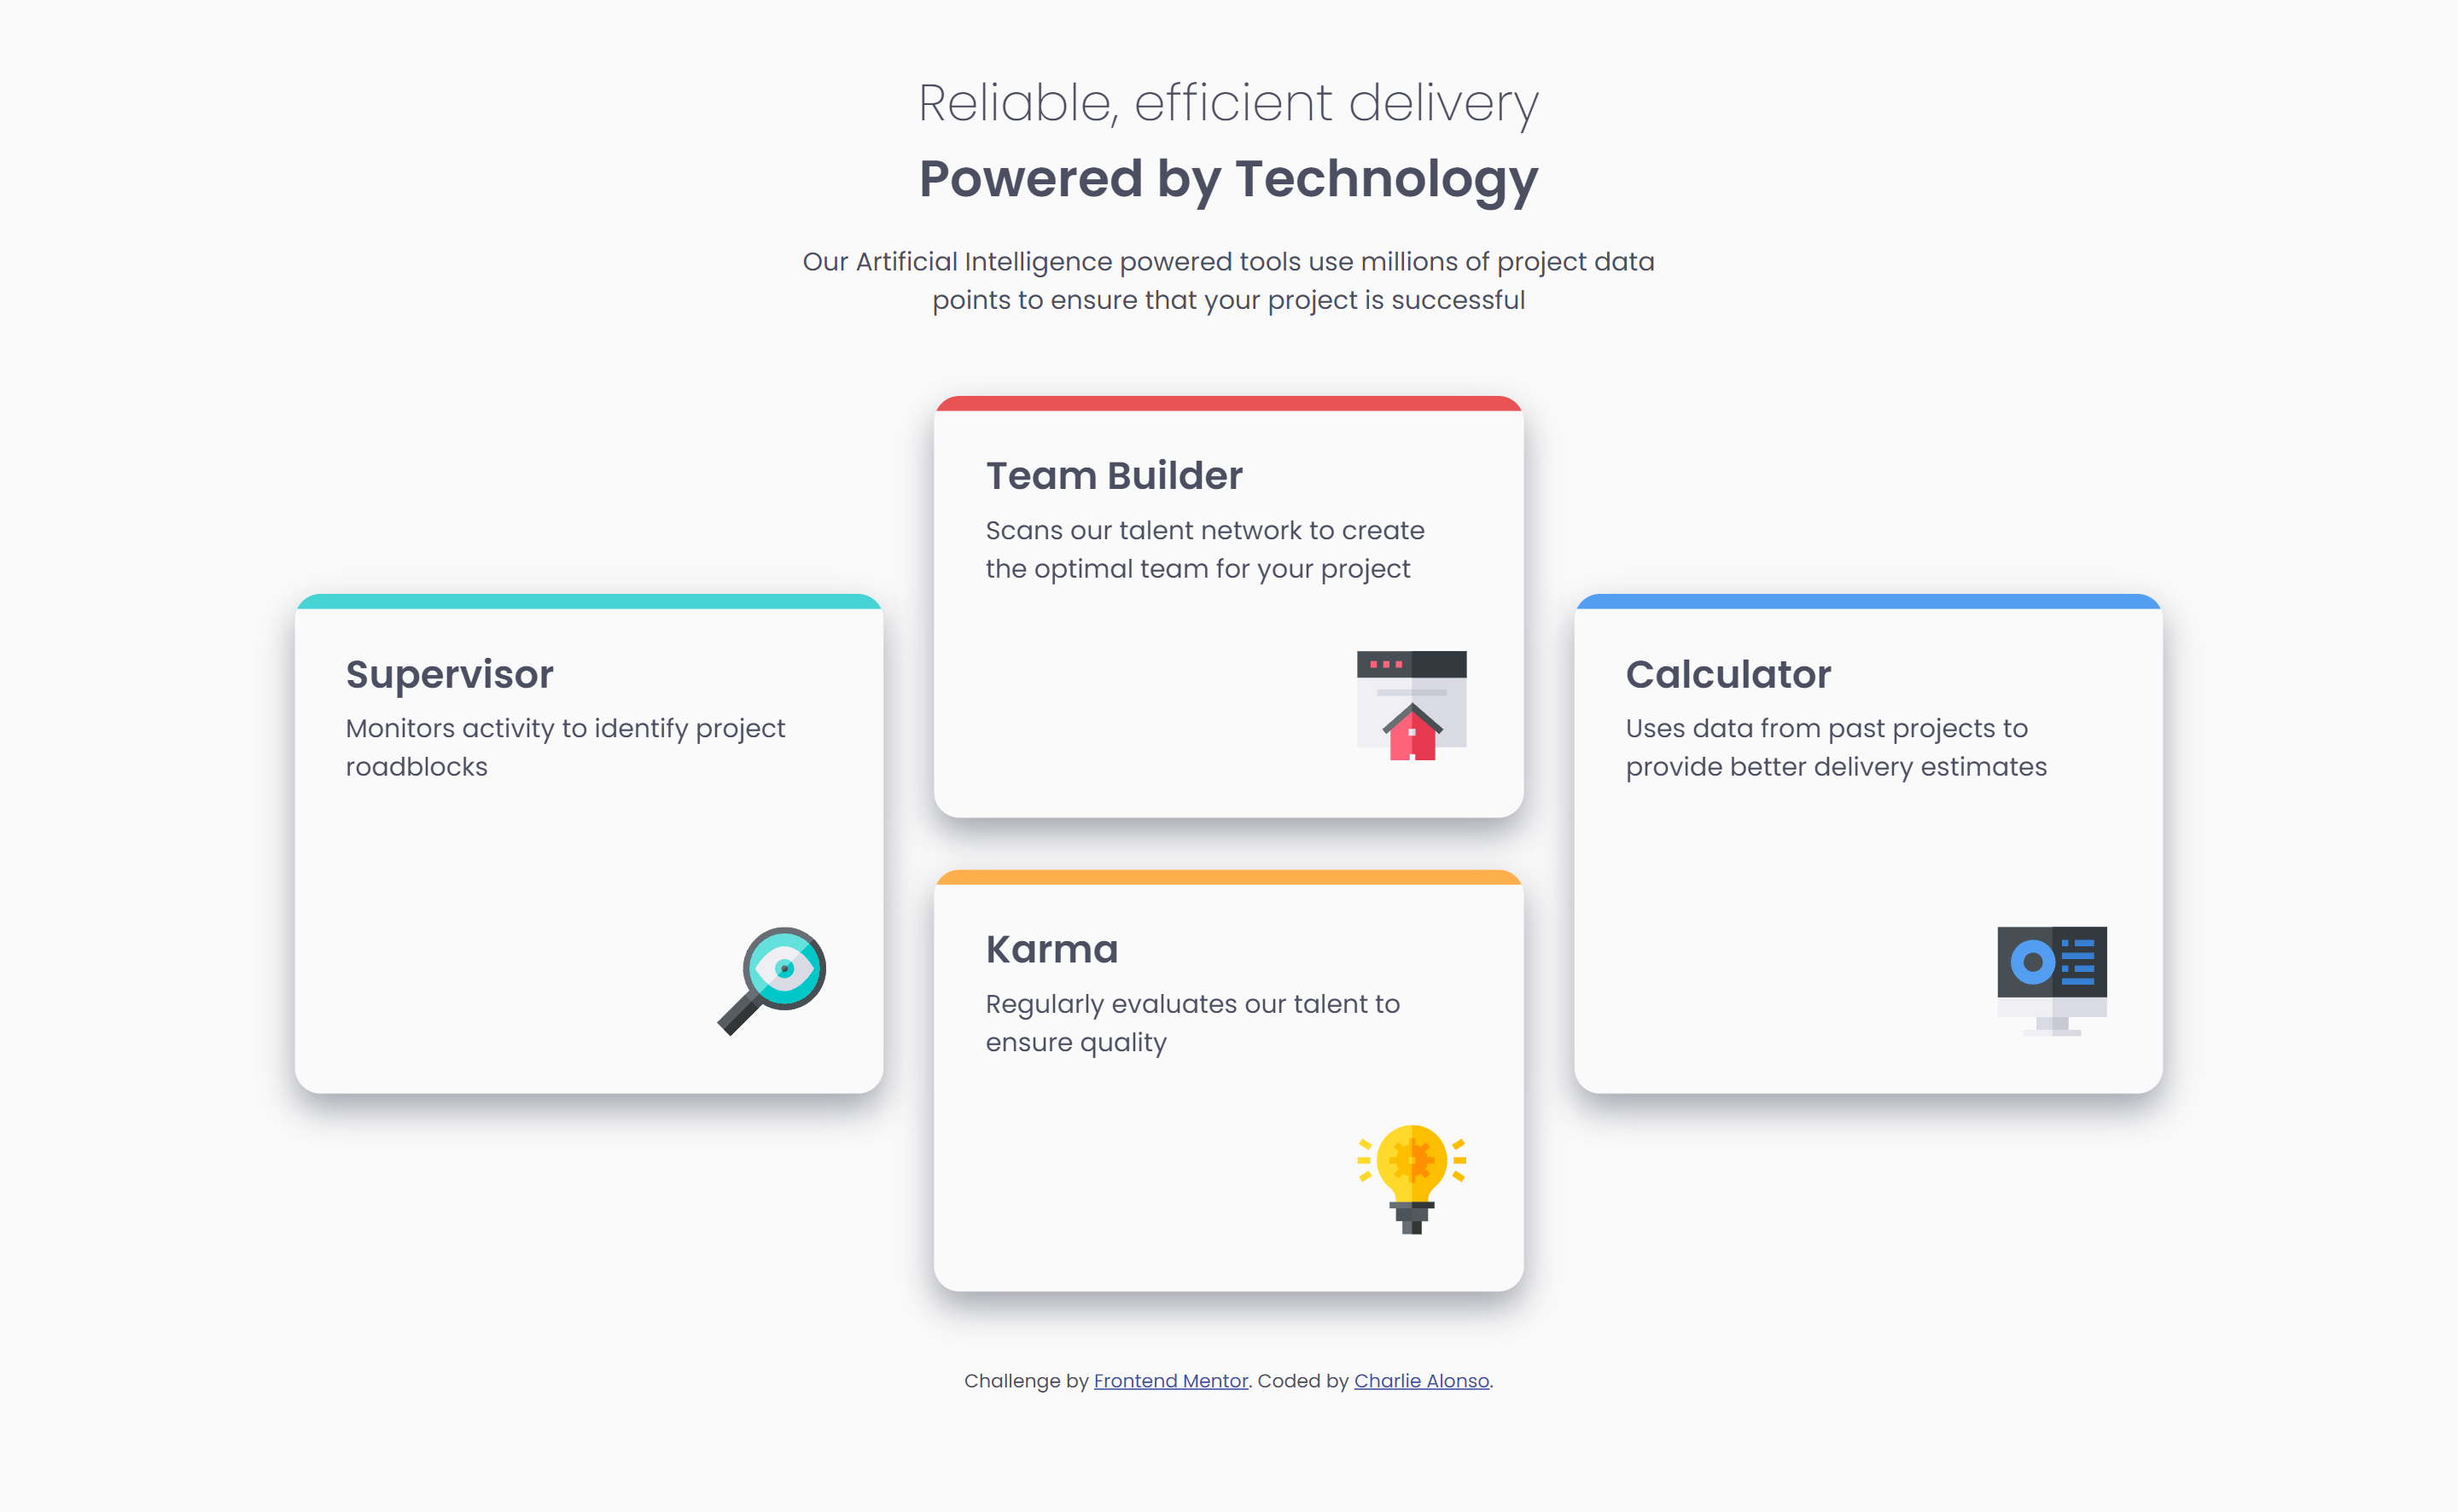 Reliable, efficient delivery
Powered by Technology
Our Artificial Intelligence powered tools use millions of project data
points to ensure that your project is successful
Supervisor
Monitors activity to identify project
roadblocks
Team Builder
Scans our talent network to create
the optimal team for your project
Karma
Regularly evaluates our talent to
ensure quality
Calculator
Uses data from past projects to
provide better delivery estimates
Challenge by Frontend Mentor. Coded by Charlie Alonso.